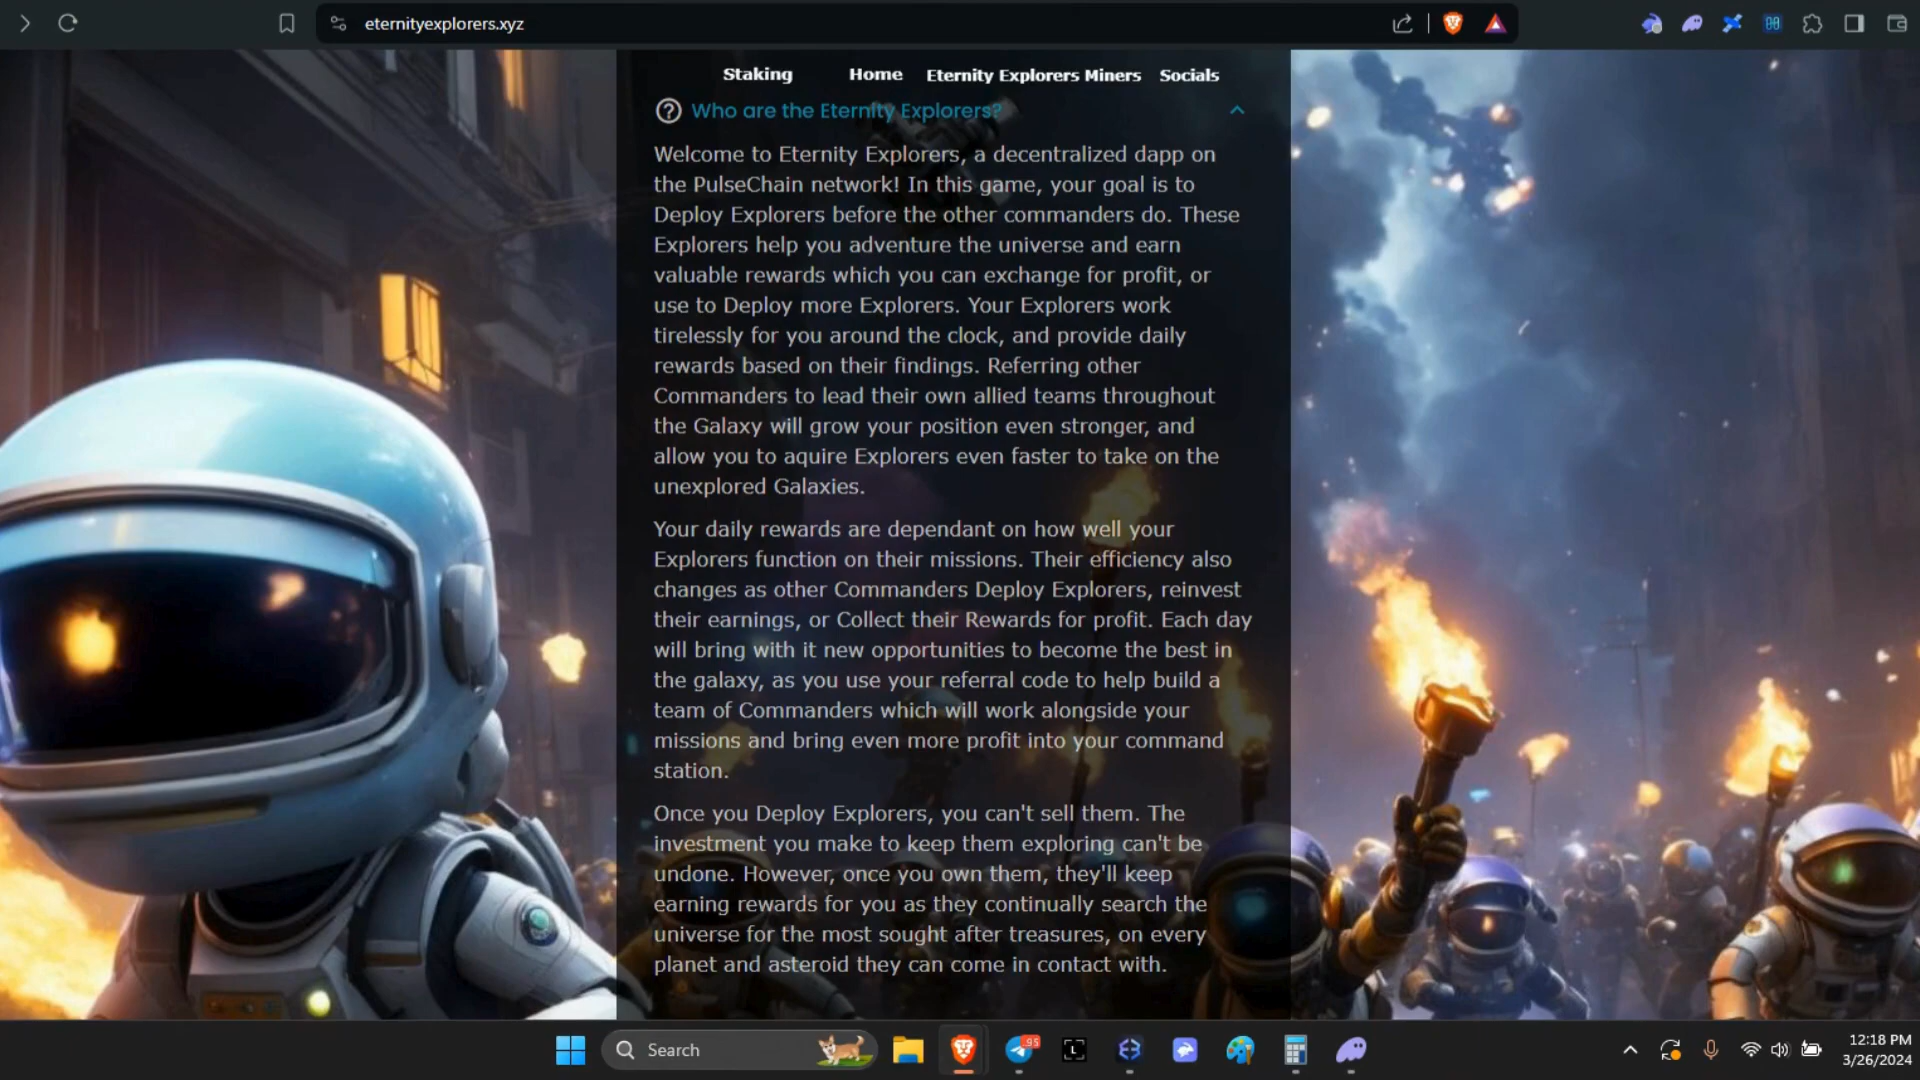 eternityexplorers.xyz
Staking Home Eternity Explorers Miners Socials
Who are the Eternity Explorers?
Welcome to Eternity Explorers, a decentralized dapp on
the PulseChain network! In this game, your goal is to
Deploy Explorers before the other commanders do. These
Explorers help you adventure the universe and earn
valuable rewards which you can exchange for profit, or
use to Deploy more Explorers. Your Explorers work
tirelessly for you around the clock, and provide daily
rewards based on their findings. Referring other
Commanders to lead their own allied teams throughout
the Galaxy will grow your position even stronger, and
allow you to aquire Explorers even faster to take on the
unexplored Galaxies.
Your daily rewards are dependant on how well your
Explorers function on their missions. Their efficiency also
changes as other Commanders Deploy Explorers, reinvest
their earnings, or Collect their Rewards for profit. Each day
will bring with it new opportunities to become the best in
the galaxy, as you use your referral code to help build a
team of Commanders which will work alongside your
missions and bring even more profit into your command
station.
Once you Deploy Explorers, you can't sell them. The
investment you make to keep them exploring can't be
undone. However, once you own them, they'll keep
earning rewards for you as they continually search the
universe for the most sought after treasures, on every
planet and asteroid they can come in contact with.
Search
95
L
12:18 PM
3/26/2024